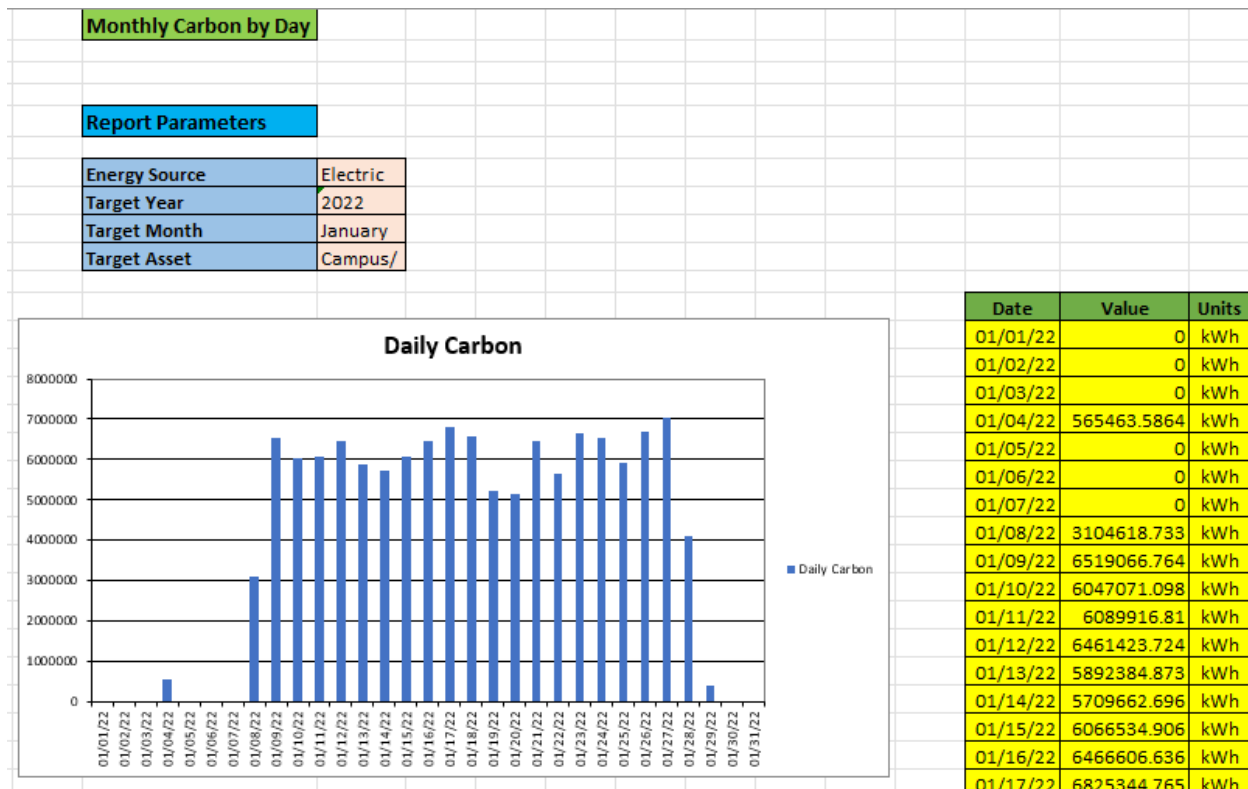 Monthly Carbon by Day
Report Parameters
Energy Source Electric
Target Year 2022
Target Month January
Target Asset Campus/
Daily Carbon
8000000
7000000
6000000
5000000
4000000
3000000
2000000
1000000
0
01/01/22
01/02/22
01/03/22
01/04/22
01/05/22
01/06/22
01/07/22
01/08/22
01/09/22
01/10/22
01/11/22
01/12/22
01/13/22
01/14/22
01/15/22
01/16/22
01/17/22
01/18/22
01/19/22
01/20/22
01/21/22
01/22/22
01/23/22
01/24/22
01/25/22
01/26/22
01/27/22
01/28/22
01/29/22
01/30/22
01/31/22
Daily Carbon
Date Value Units
01/01/22 0 kWh
01/02/22 0 kWh
01/03/22 0 kWh
01/04/22 565463.5864 kWh
01/05/22 0 kWh
01/06/22 0 kWh
01/07/22 0 kWh
01/08/22 3104618.733 kWh
01/09/22 6519066.764 kWh
01/10/22 6047071.098 kWh
01/11/22 6089916.81 kWh
01/12/22 6461423.724 kWh
01/13/22 5892384.873 kWh
01/14/22 5709662.696 kWh
01/15/22 6066534.906 kWh
01/16/22 6466606.636 kWh
01/17/22 6825344.765 kWh